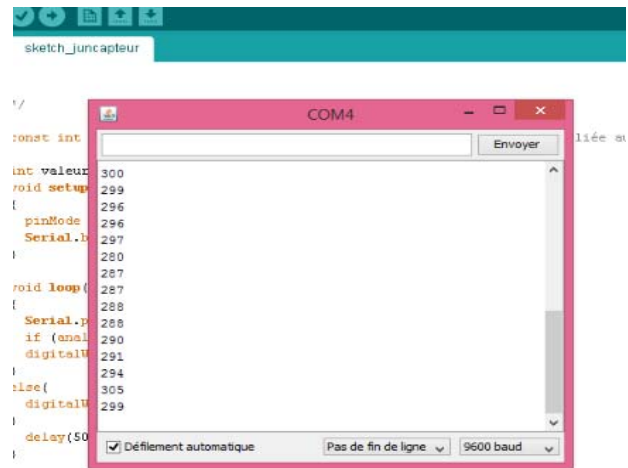 sketch_juncapteur
*/
COM4
const int
liée au
Envoyer
int valeur
void setup
{
pinMode
Serial.b
}
void loop(
{
Serial.p
if (anal
digitalW
}
else{
digitalW
}
delay(50
}
300
299
296
296
297
280
287
287
288
288
290
291
294
305
299
Défilement automatique
Pas de fin de ligne
9600 baud